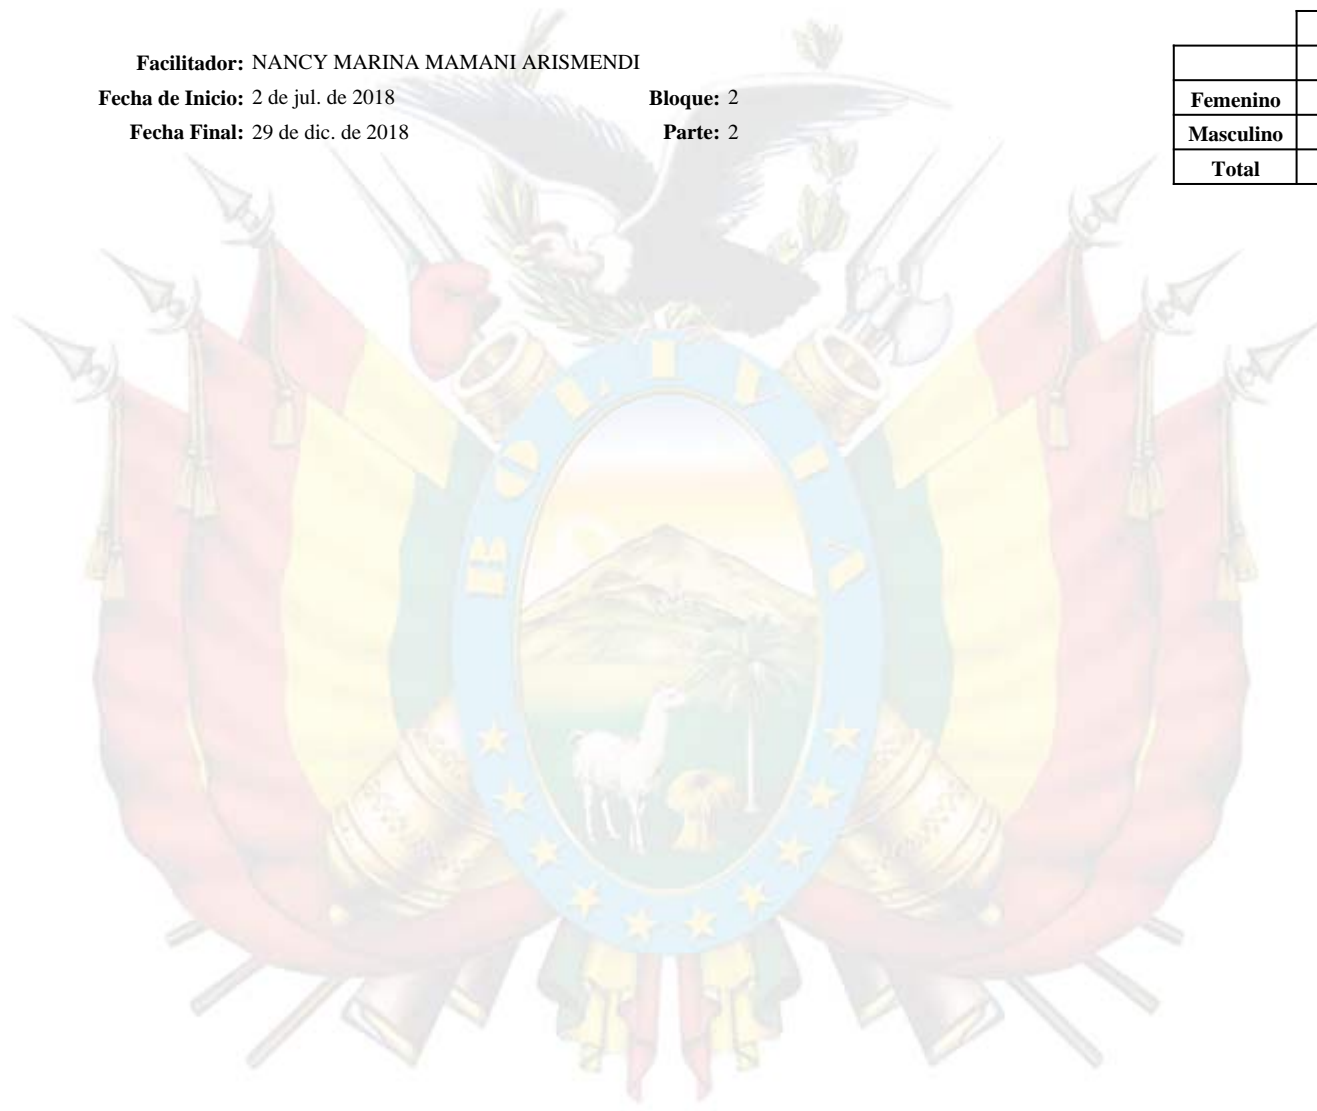 Facilitador: NANCY MARINA MAMANI ARISMENDI
Fecha de Inicio: 2 de jul. de 2018 Bloque: 2
Fecha Final: 29 de dic. de 2018 Parte: 2
Femenino
Masculino
Total
BOLIVIA